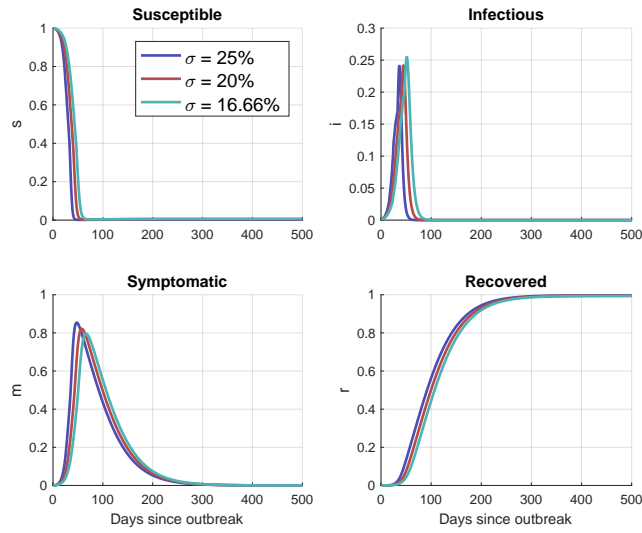 Susceptible
1
0.8
0.6
0.4
0.2
0
s
0 100 200 300 400 500
σ = 25%
σ = 20%
σ = 16.66%
Infectious
0.3
0.25
0.2
0.15
0.1
0.05
0
i
0 100 200 300 400 500
Symptomatic
1
0.8
0.6
0.4
0.2
0
m
0 100 200 300 400 500
Days since outbreak
Recovered
1
0.8
0.6
0.4
0.2
0
r
0 100 200 300 400 500
Days since outbreak